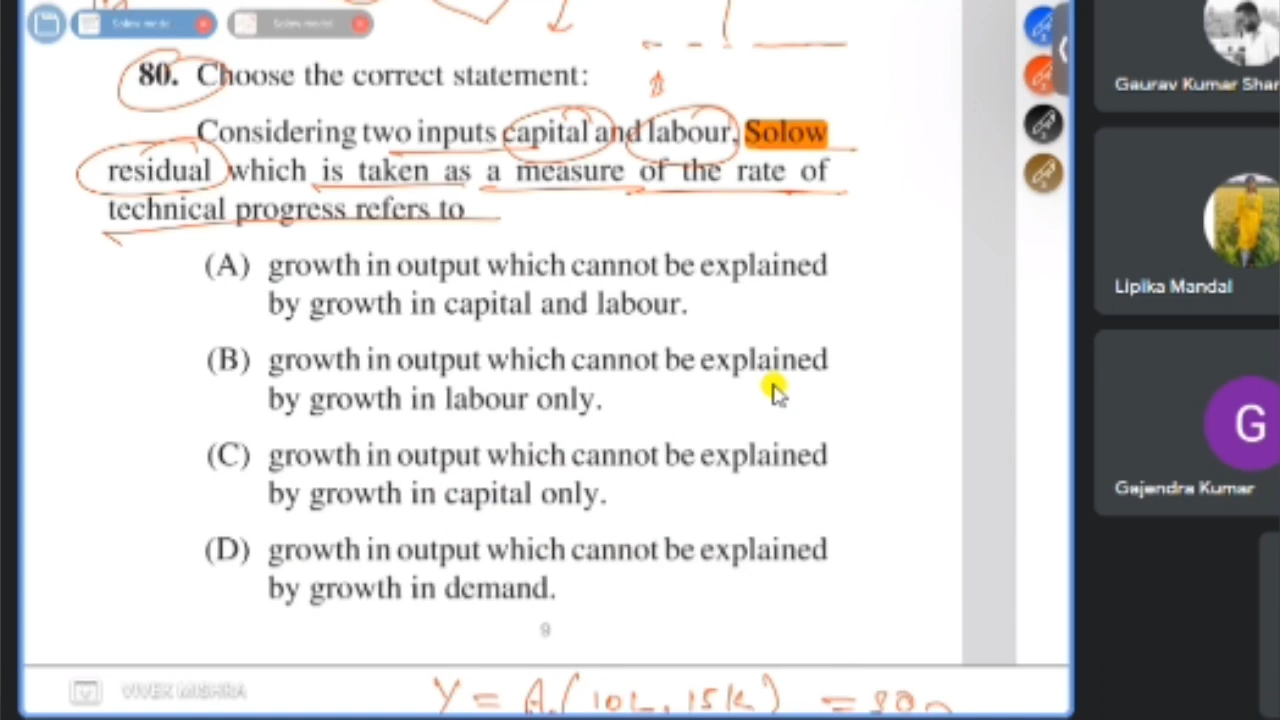 80. Choose the correct statement:
Considering two inputs capital and labour, Solow
residual which is taken as a measure of the rate of
technical progress refers to
(A) growth in output which cannot be explained
by growth in capital and labour.
(B) growth in output which cannot be explained
by growth in labour only.
(C) growth in output which cannot be explained
by growth in capital only.
(D) growth in output which cannot be explained
by growth in demand.
9
VIVEK MISHRA
Y = A.(10L, 15K) =
Gaurav Kumar Shar
Lipika Mandal
G
Gajendra Kumar